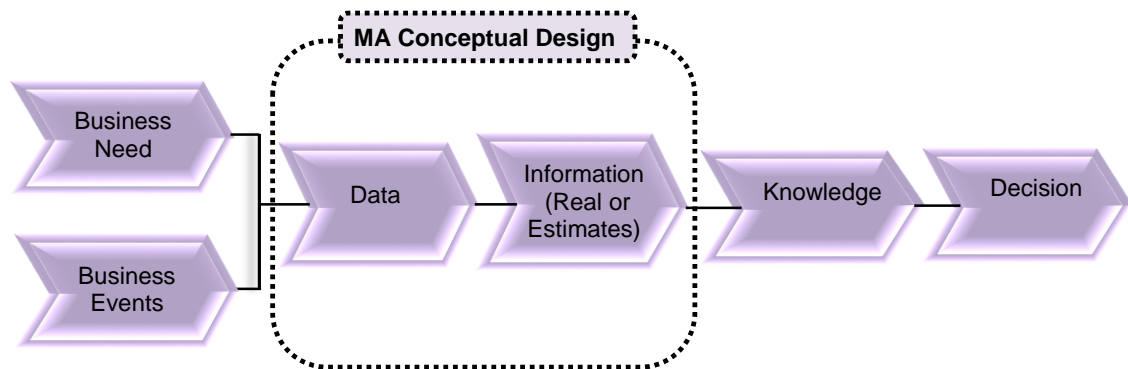 MA Conceptual Design
Business
Need
Business
Events
Data
Information
(Real or
Estimates)
Knowledge
Decision